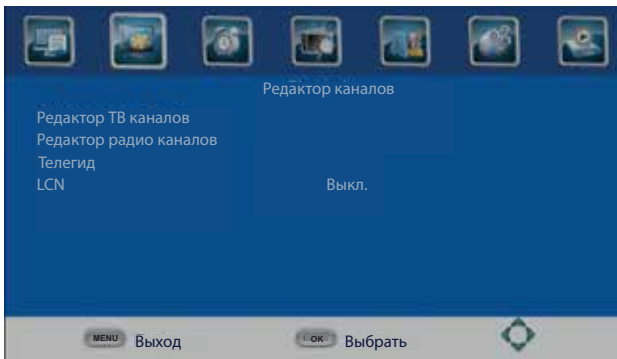 Редактор каналов
Редактор ТВ каналов
Редактор радио каналов
Телегид
LCN Выкл.
MENU Выход OK Выбрать